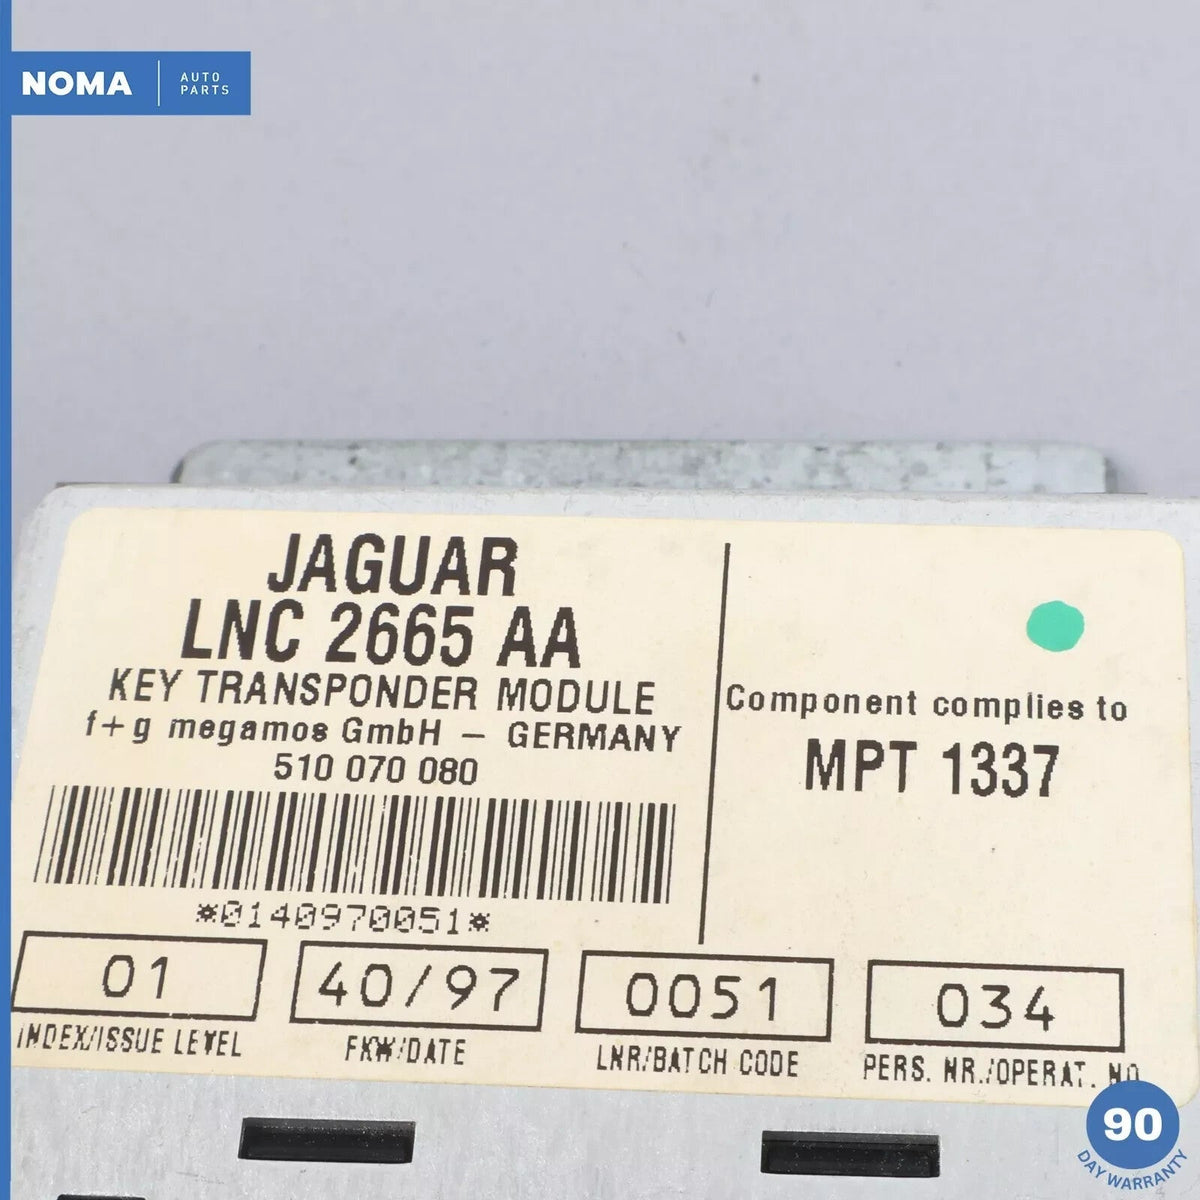 NOMA
AUTO
PARTS
JAGUAR
LNC 2665 AA
KEY TRANSPONDER MODULE
f+g megamos GmbH – GERMANY
510 070 080
*0140970051*
Component complies to
MPT 1337
01
INDEX/ISSUE LEVEL
40/97
FKW/DATE
0051
LNR/BATCH CODE
034
PERS. NR./OPERAT. NO
90
DAY WARRANTY